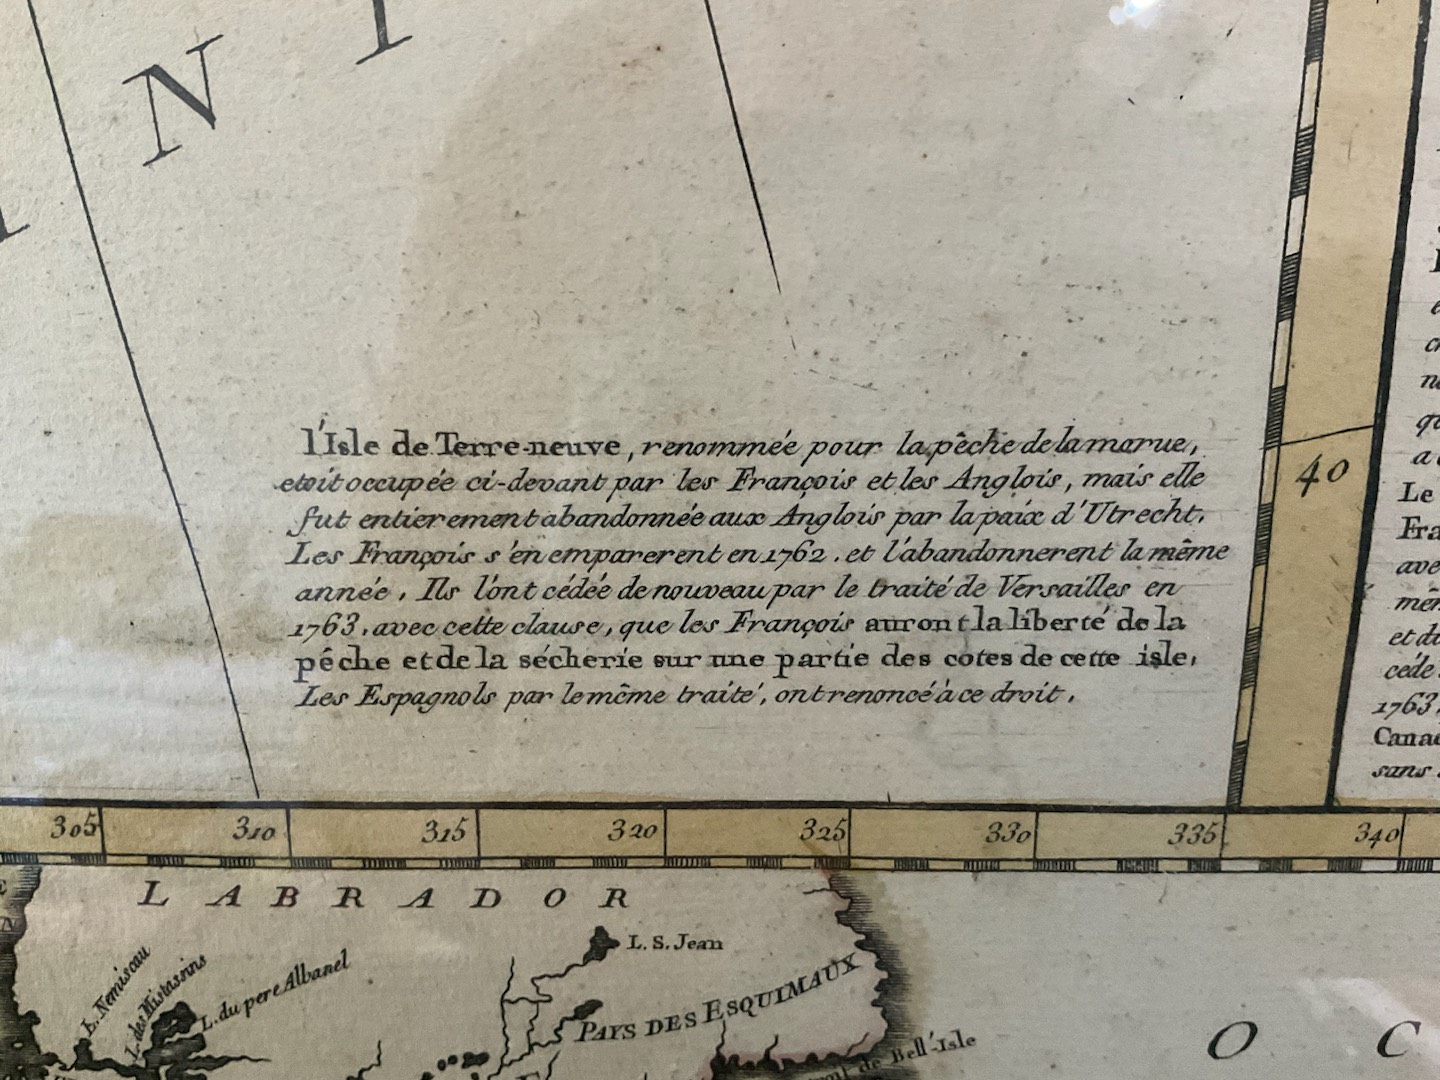 N T
l'Isle de Terre-neuve, renommée pour la pêche de la morue,
etoit occupée ci-devant par les François et les Anglois, mais elle
fut entierement abandonnée aux Anglois par la paix d'Utrecht.
Les François s'en emparerent en 1762. et l'abandonnerent la même
année. Ils l'ont cédée de nouveau par le traité de Versailles en
1763. avec cette clause, que les François auront la liberté de la
pêche et de la sécherie sur une partie des cotes de cette isle.
Les Espagnols par le même traité, ont renoncé à ce droit.
40
Le
avec
cede
1763.
sans
305 310 315 320 325 330 335 340
LABRADOR
L. S. Jean
L. Nemiscau
L. des Mistasins
L. du pere Albanel
PAYS DES ESQUIMAUX
de Bell'-Isle
O C